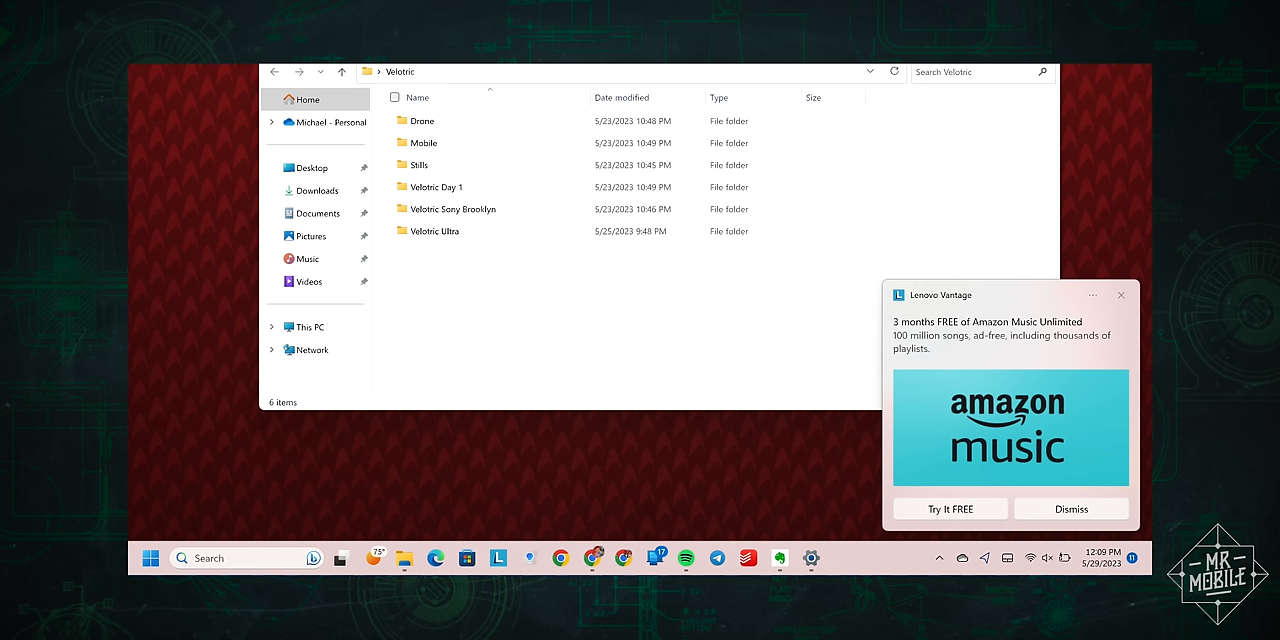 Velotric
Search Velotric
Home
Michael - Personal
Desktop
Downloads
Documents
Pictures
Music
Videos
This PC
Network
Name Date modified Type Size
Drone 5/23/2023 10:48 PM File folder
Mobile 5/23/2023 10:49 PM File folder
Stills 5/23/2023 10:45 PM File folder
Velotric Day 1 5/23/2023 10:49 PM File folder
Velotric Sony Brooklyn 5/23/2023 10:46 PM File folder
Velotric Ultra 5/25/2023 9:48 PM File folder
6 items
L Lenovo Vantage
3 months FREE of Amazon Music Unlimited
100 million songs, ad-free, including thousands of
playlists.
amazon
music
Try It FREE
Dismiss
Search
75°
L
17
12:09 PM
5/29/2023
11
MR
MOBILE